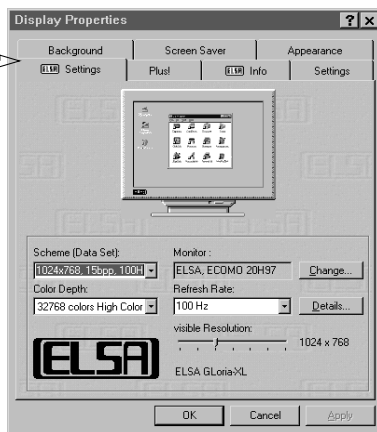 Display Properties
Background
Screen Saver
Appearance
ELSA Settings
Plus!
ELSA Info
Settings
Scheme (Data Set):
Monitor :
1024x768, 15bpp, 100H
ELSA, ECOMO 20H97
Change...
Color Depth:
Refresh Rate:
32768 colors High Color
100 Hz
Details...
visible Resolution:
1024 x 768
ELSA
ELSA GLoria-XL
OK
Cancel
Apply